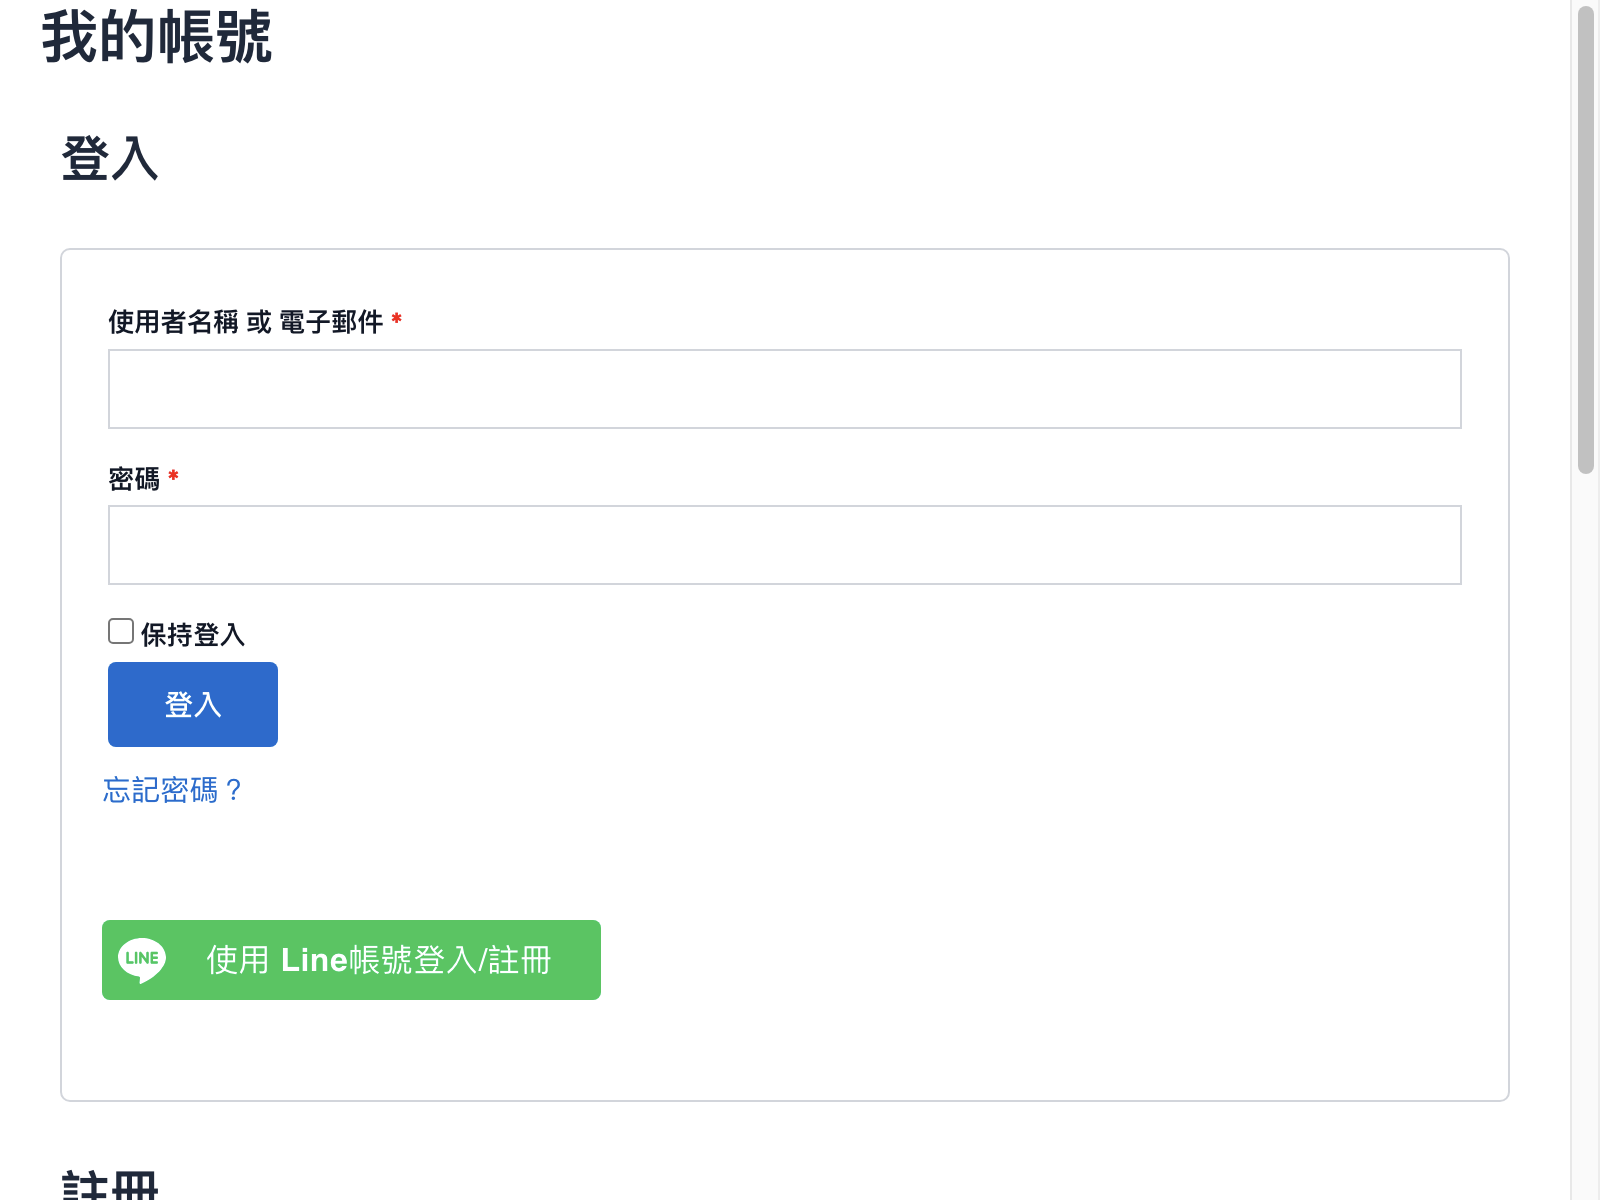 我的帳號
登入
使用者名稱 或 電子郵件 *
密碼 *
保持登入
登入
忘記密碼？
LINE 使用 Line帳號登入/註冊
註冊